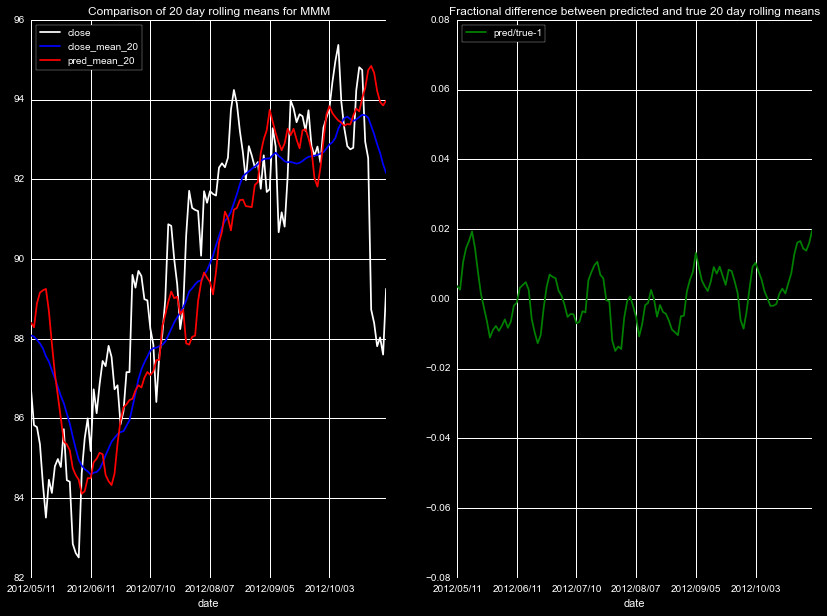 Comparison of 20 day rolling means for MMM
close
close_mean_20
pred_mean_20
96
94
92
90
88
86
84
82
2012/05/11 2012/06/11 2012/07/10 2012/08/07 2012/09/05 2012/10/03
date
Fractional difference between predicted and true 20 day rolling means
pred/true-1
0.08
0.06
0.04
0.02
0.00
−0.02
−0.04
−0.06
−0.08
2012/05/11 2012/06/11 2012/07/10 2012/08/07 2012/09/05 2012/10/03
date